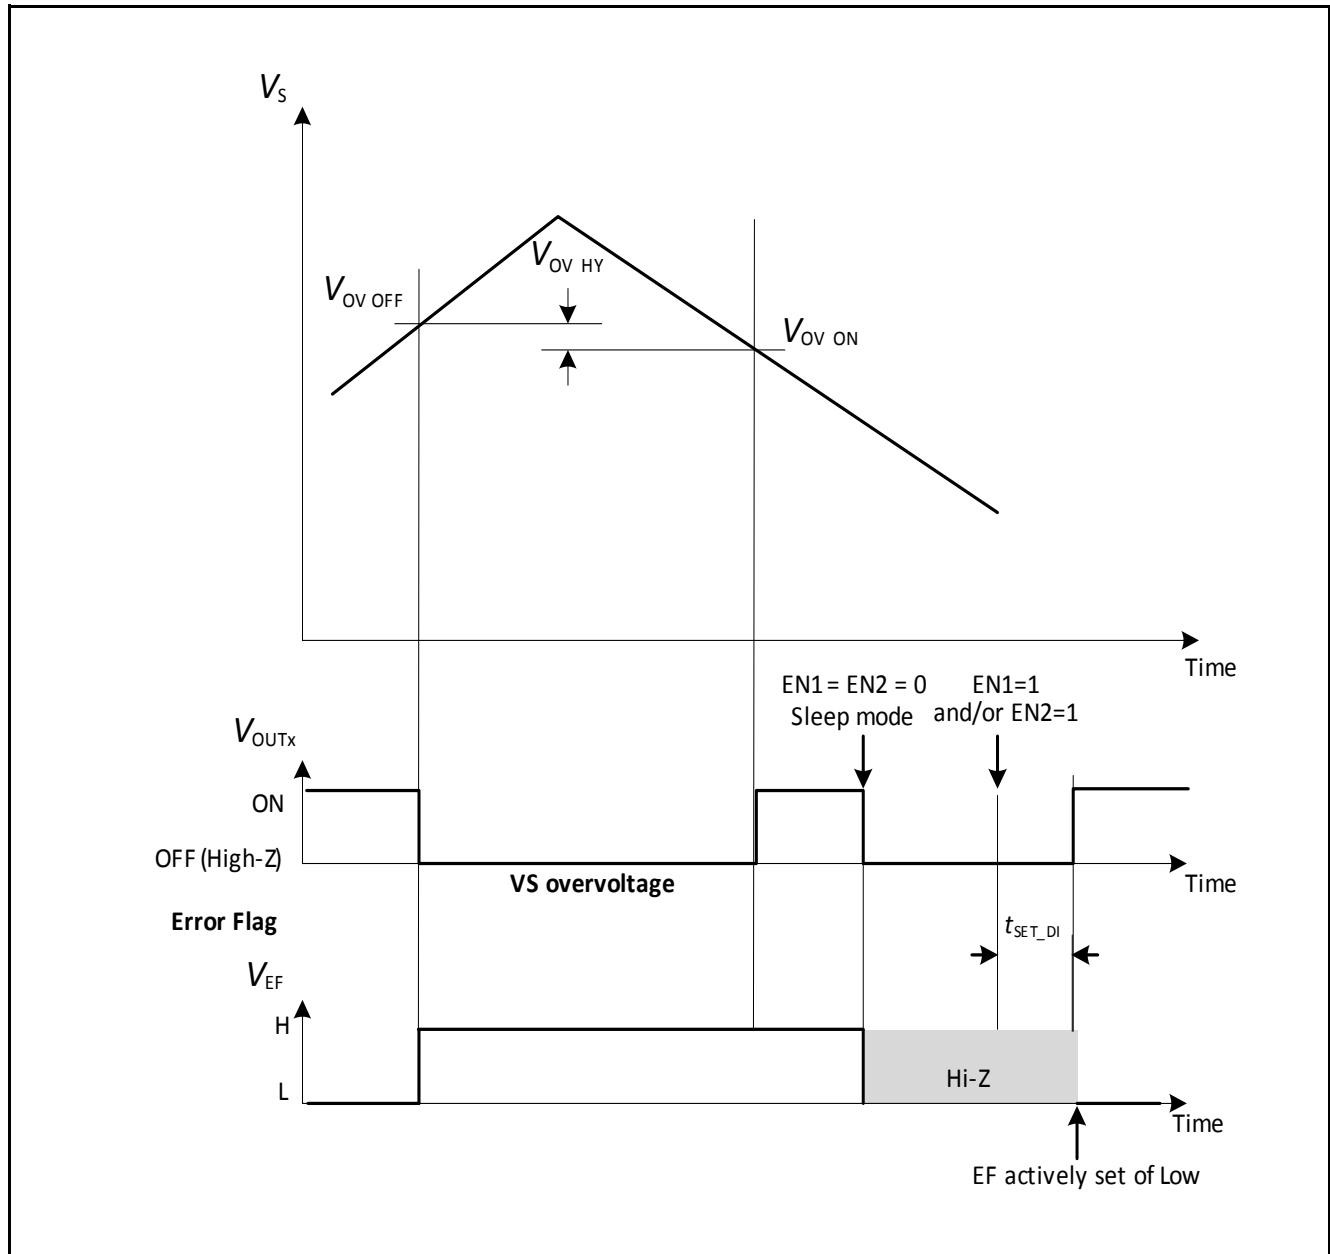 VS
VOV HY
VOV OFF
VOV ON
Time
EN1 = EN2 = 0
Sleep mode
EN1=1
and/or EN2=1
VOUTx
ON
OFF (High-Z)
VS overvoltage
Time
Error Flag
tSET_DI
VEF
H
L
Hi-Z
Time
EF actively set of Low